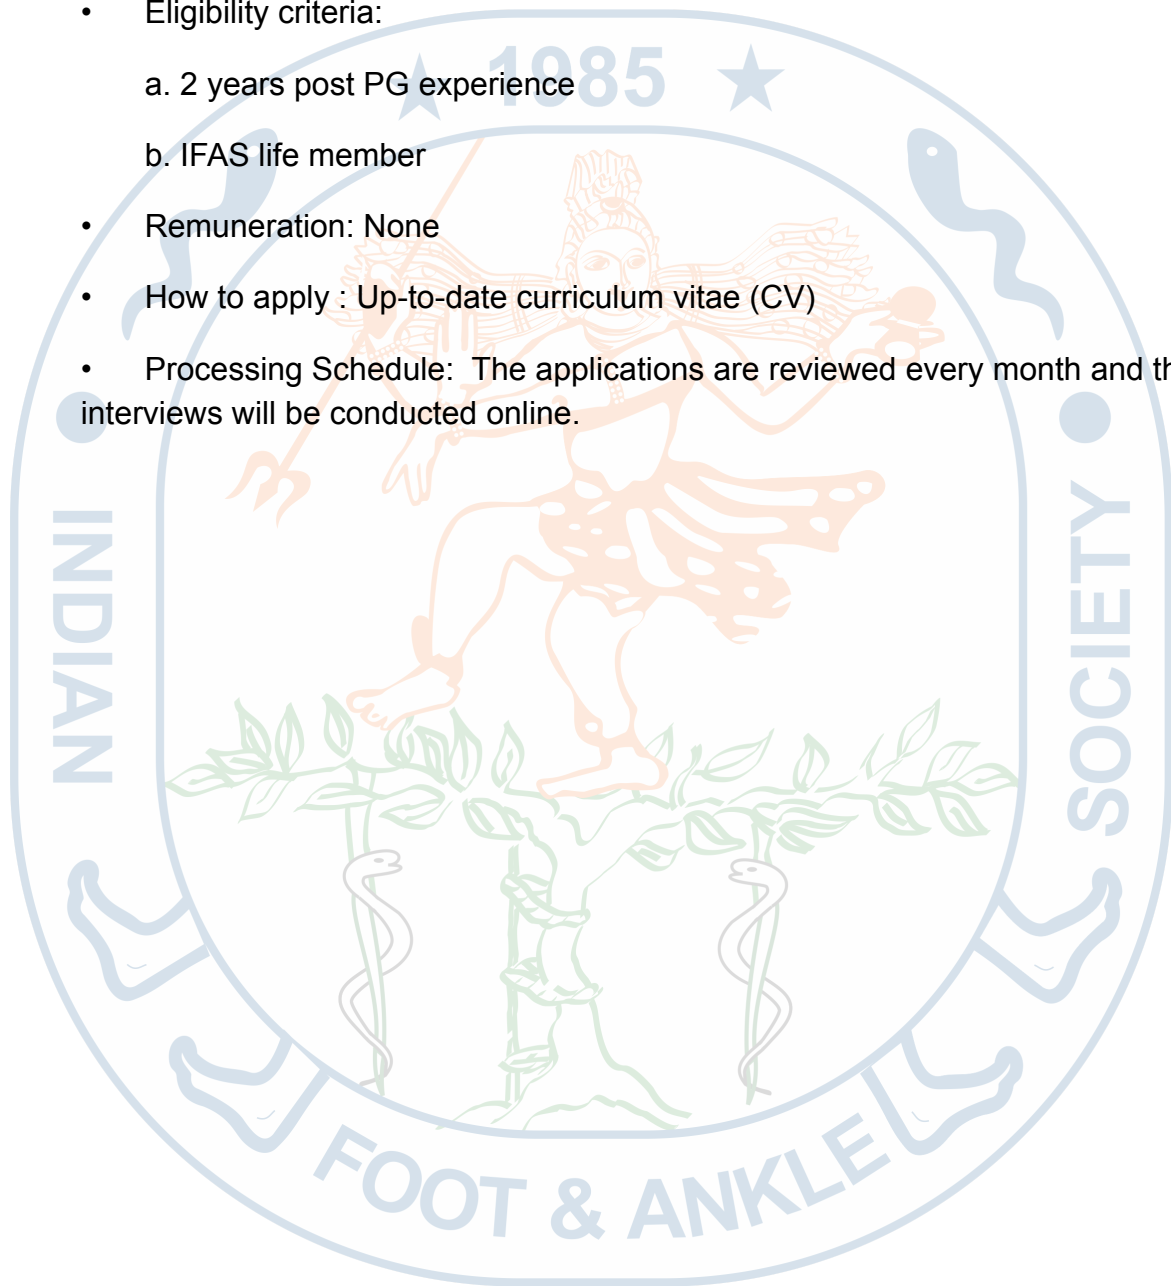 • Eligibility criteria:
1985
a. 2 years post PG experience
b. IFAS life member
• Remuneration: None
• How to apply : Up-to-date curriculum vitae (CV)
• Processing Schedule: The applications are reviewed every month and
interviews will be conducted online.
INDIAN
SOCIETY
FOOT & ANKLE